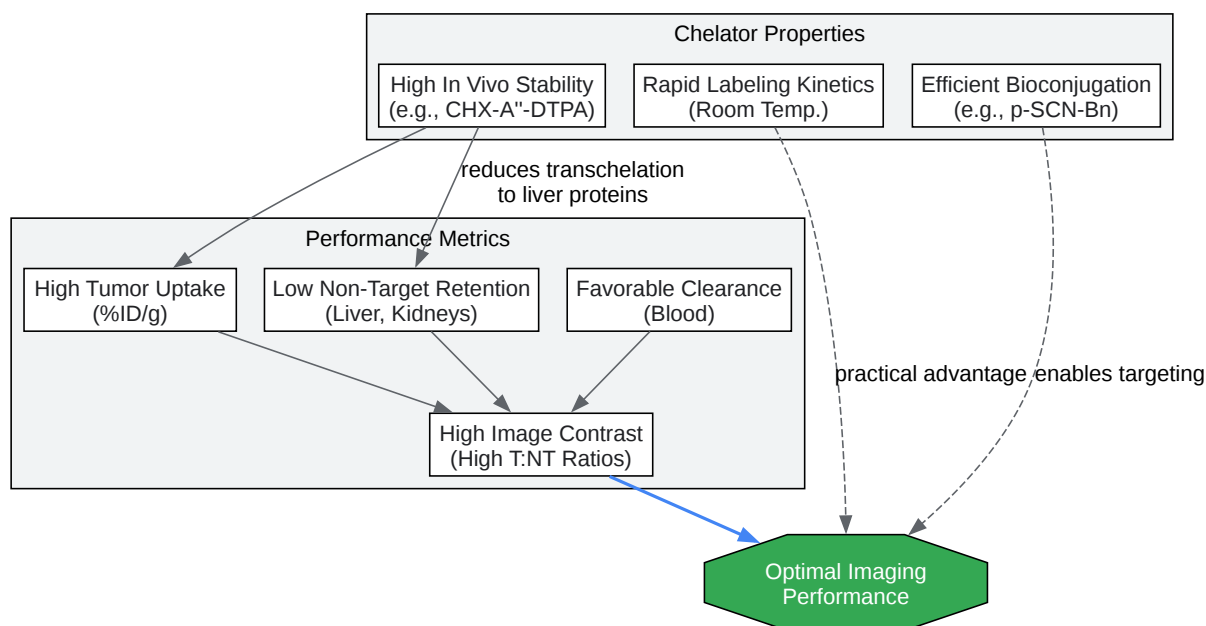 Chelator Properties
High In Vivo Stability
(e.g., CHX-A"-DTPA)
Rapid Labeling Kinetics
(Room Temp.)
Efficient Bioconjugation
(e.g., p-SCN-Bn)
reduces transchelation
to liver proteins
Performance Metrics
High Tumor Uptake
(%ID/g)
Low Non-Target Retention
(Liver, Kidneys)
Favorable Clearance
(Blood)
practical advantage
enables targeting
High Image Contrast
(High T:NT Ratios)
Optimal Imaging
Performance